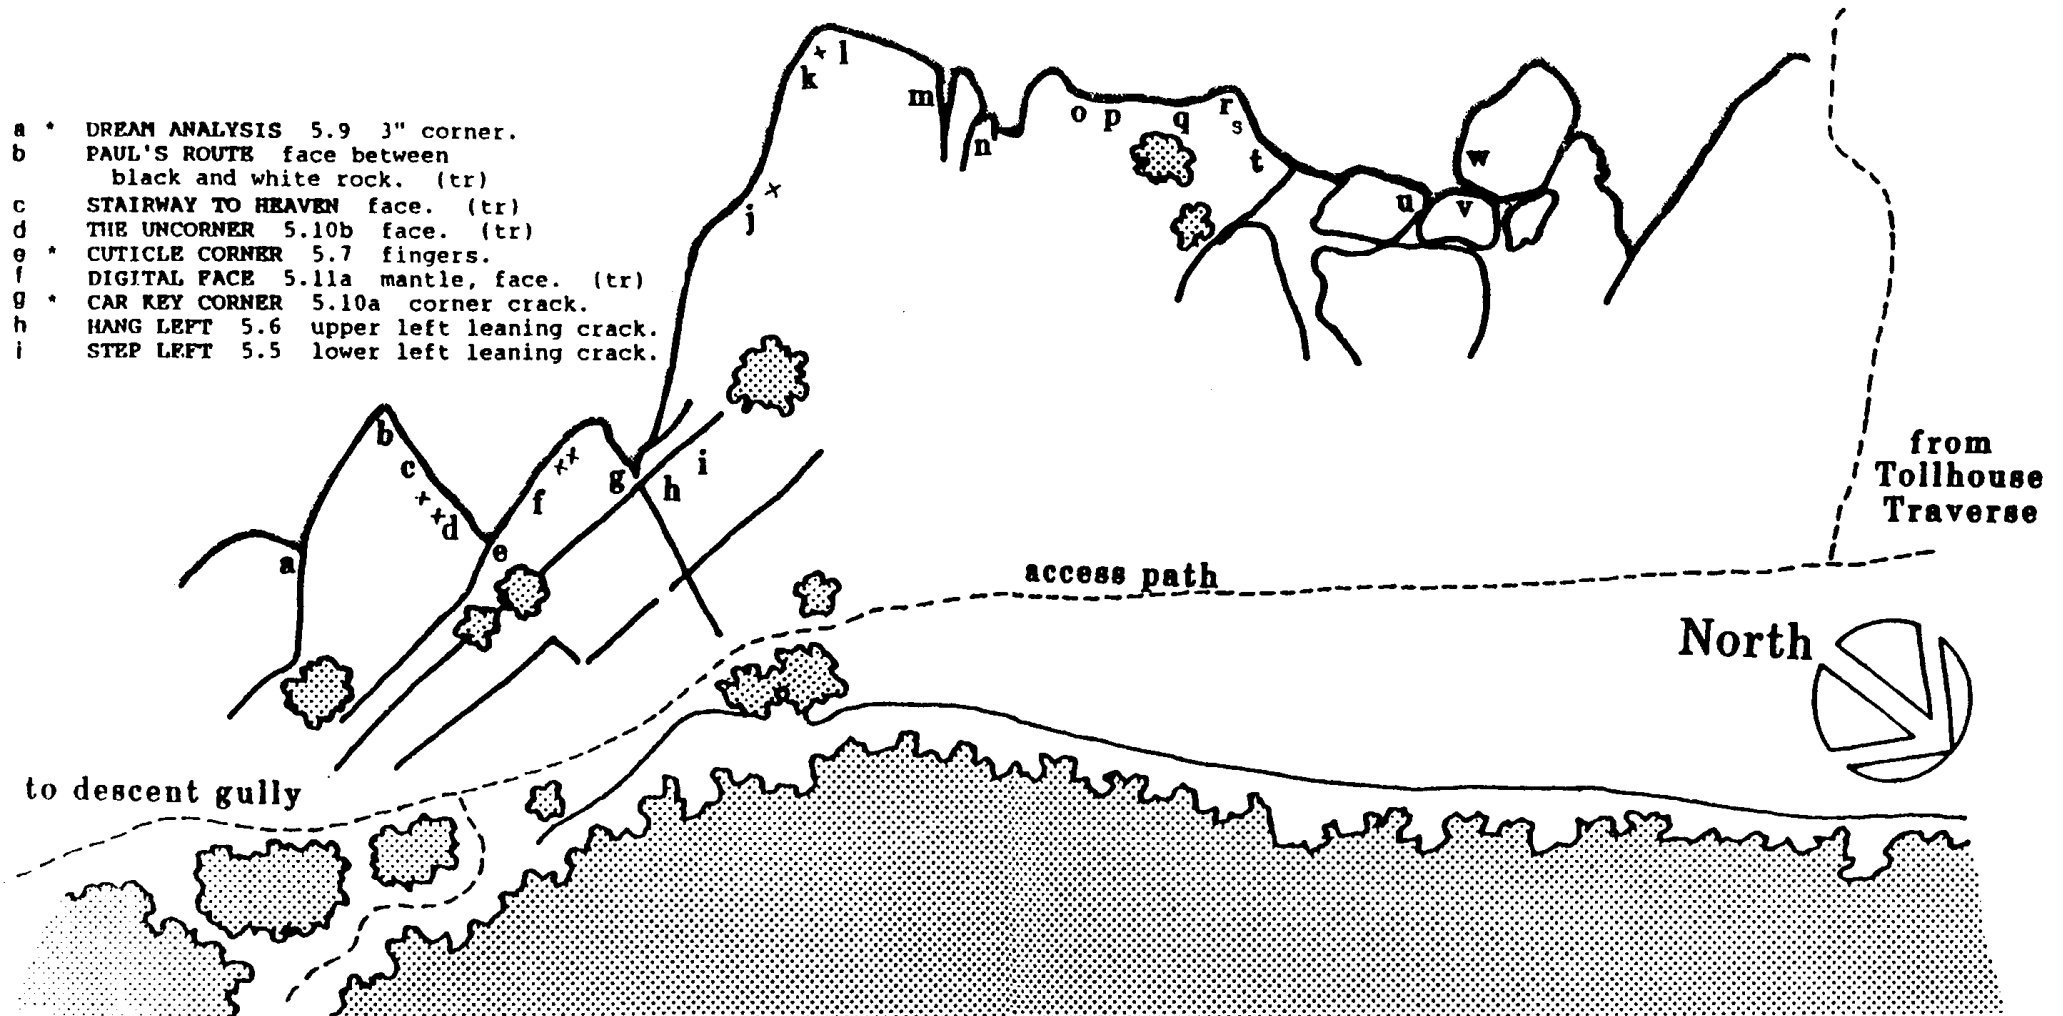 a * DREAM ANALYSIS 5.9 3" corner.
b PAUL'S ROUTE face between
black and white rock. (tr)
c STAIRWAY TO HEAVEN face. (tr)
d THE UNCORNER 5.10b face. (tr)
e * CUTICLE CORNER 5.7 fingers.
f DIGITAL FACE 5.11a mantle, face. (tr)
g * CAR KEY CORNER 5.10a corner crack.
h HANG LEFT 5.6 upper left leaning crack.
i STEP LEFT 5.5 lower left leaning crack.
k l
m
n
o p q r s
t
u v w
j
b
c
d
a
e
f
g h i
from
Tollhouse
Traverse
access path
North
to descent gully